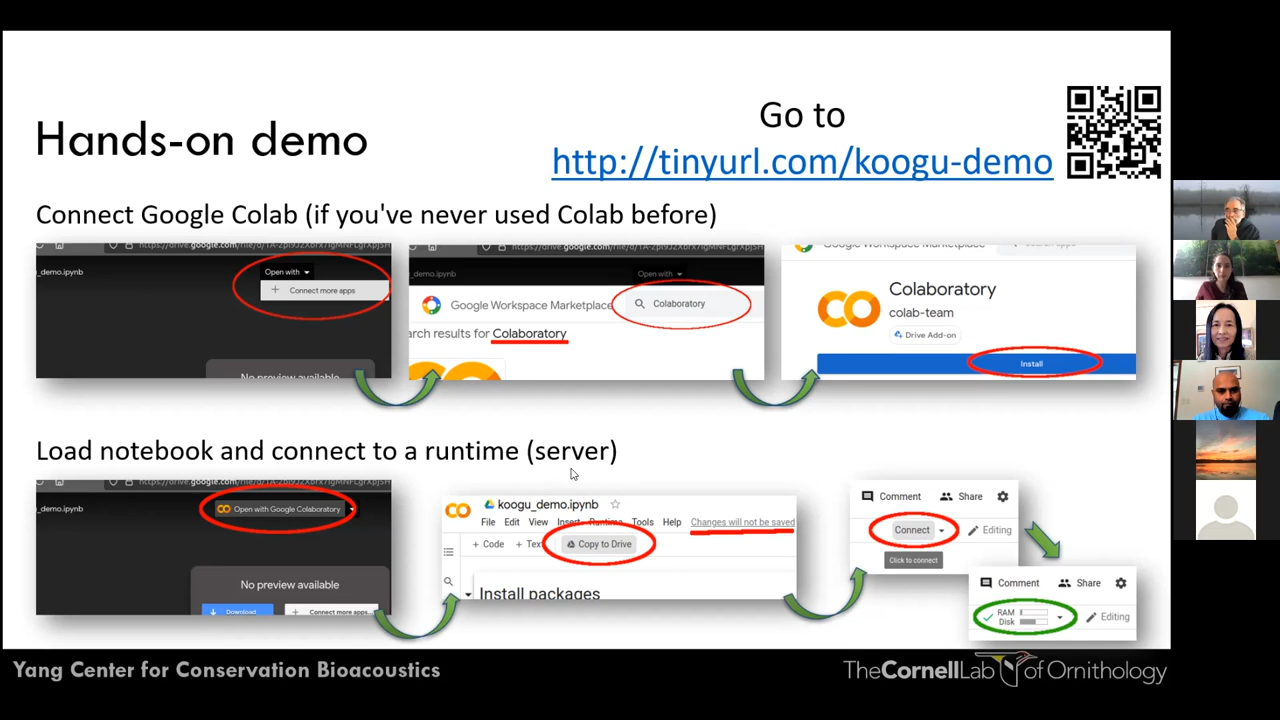 Hands-on demo
Go to
http://tinyurl.com/koogu-demo
Connect Google Colab (if you've never used Colab before)
_demo.ipynb
Open with
+ Connect more apps
No preview available
_demo.ipynb
Open with
Google Workspace Marketplace
Colaboratory
arch results for Colaboratory
Google Workspace Marketplace
Search apps
Colaboratory
colab-team
Drive Add-on
Install
Load notebook and connect to a runtime (server)
_demo.ipynb
Open with Google Colaboratory
No preview available
Download
+ Connect more apps...
koogu_demo.ipynb
File Edit View Insert Runtime Tools Help Changes will not be saved
+ Code + Text Copy to Drive
Install packages
Comment Share
Connect Editing
Click to connect
Comment Share
RAM
Disk
Editing
Yang Center for Conservation Bioacoustics
TheCornellLab of Ornithology